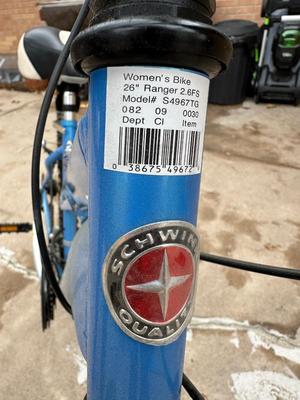 Women's Bike
26" Ranger 2.6FS
Model# S4967TG
082 09 0030
Dept Cl Item
0 38675 49672
SCHWINN
QUALITY